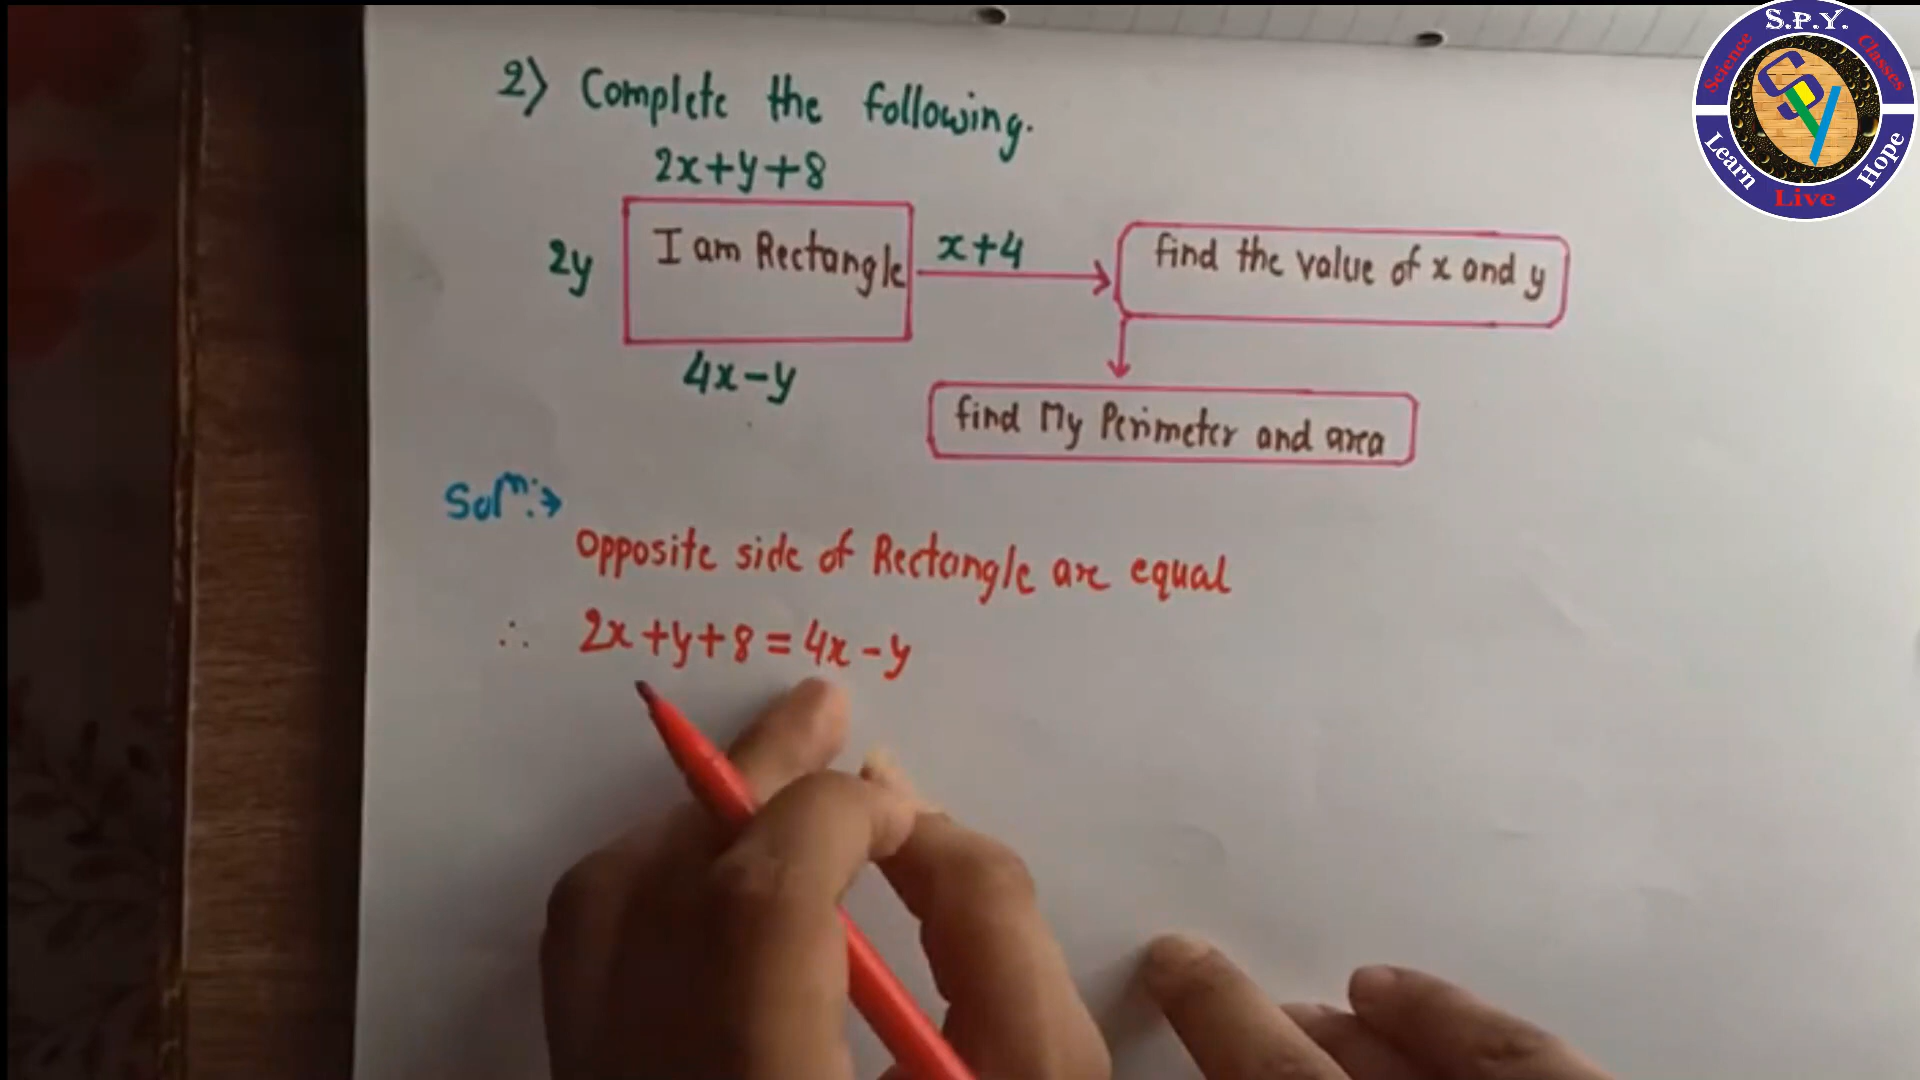 S.P.Y.
Science Classes
Learn Live Hope
2) Complete the following.
2x+y+8
2y
I am Rectangle
x+4
find the value of x and y
4x-y
find My Perimeter and area
Solⁿ:→
opposite side of Rectangle are equal
∴ 2x+y+8=4x-y